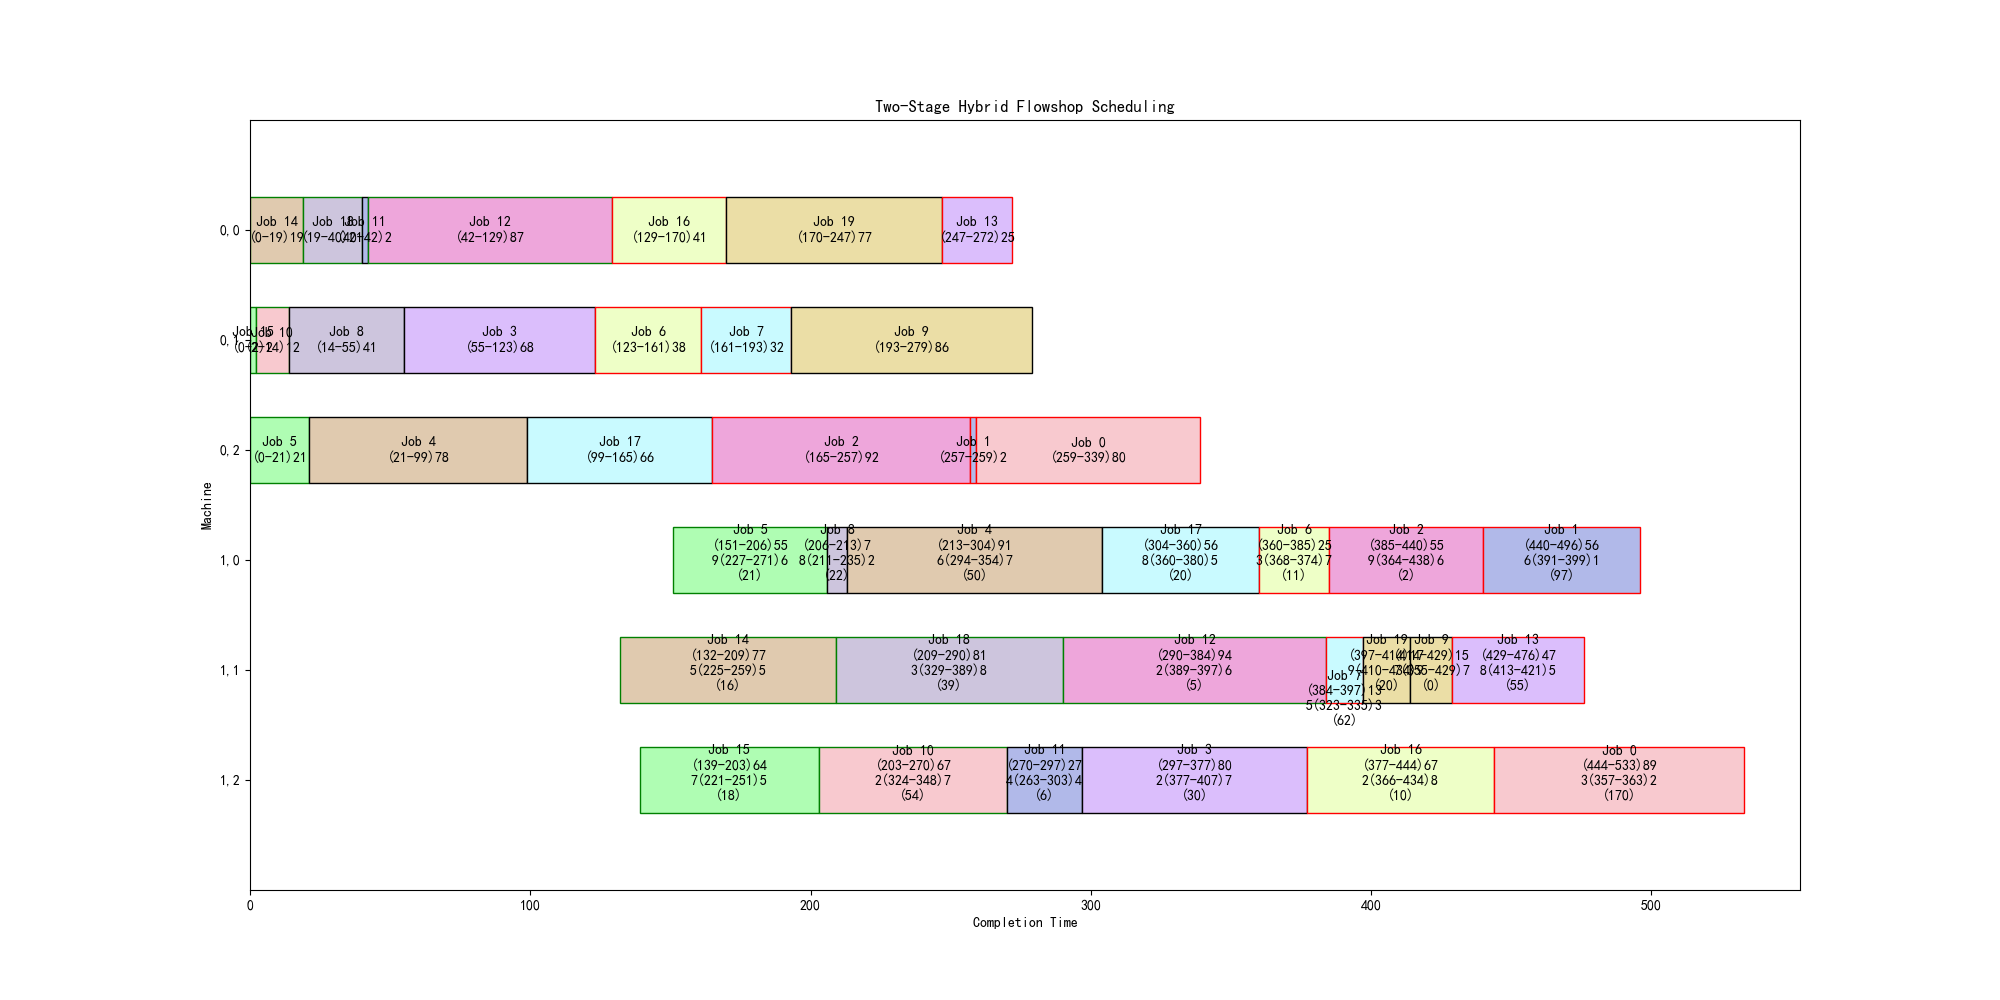 Two-Stage Hybrid Flowshop Scheduling
Machine
0,0
Job 14
(0-19)19
Job 18
(19-40)21
Job 11
(40-42)2
Job 12
(42-129)87
Job 16
(129-170)41
Job 19
(170-247)77
Job 13
(247-272)25
Job 15
(0-2)2
Job 10
(2-14)12
Job 8
(14-55)41
Job 3
(55-123)68
Job 6
(123-161)38
Job 7
(161-193)32
Job 9
(193-279)86
0,2
Job 5
(0-21)21
Job 4
(21-99)78
Job 17
(99-165)66
Job 2
(165-257)92
Job 1
(257-259)2
Job 0
(259-339)80
1,0
Job 5
(151-206)55
9(227-271)6
(21)
Job 8
(206-213)7
8(211-235)2
(22)
Job 4
(213-304)91
6(294-354)7
(50)
Job 17
(304-360)56
8(360-380)5
(20)
Job 6
(360-385)25
3(368-374)7
(11)
Job 2
(385-440)55
9(364-438)6
(2)
Job 1
(440-496)56
6(391-399)1
(97)
1,1
Job 14
(132-209)77
5(225-259)5
(16)
Job 18
(209-290)81
3(329-389)8
(39)
Job 12
(290-384)94
2(389-397)6
(5)
Job 7
(384-397)13
5(323-335)3
(62)
Job 19
(20)
Job 9
(414-429)15
(0)
Job 13
(429-476)47
8(413-421)5
(55)
1,2
Job 15
(139-203)64
7(221-251)5
(18)
Job 10
(203-270)67
2(324-348)7
(54)
Job 11
(270-297)27
4(263-303)4
(6)
Job 3
(297-377)80
2(377-407)7
(30)
Job 16
(377-444)67
2(366-434)8
(10)
Job 0
(444-533)89
3(357-363)2
(170)
0
100
200
300
400
500
Completion Time